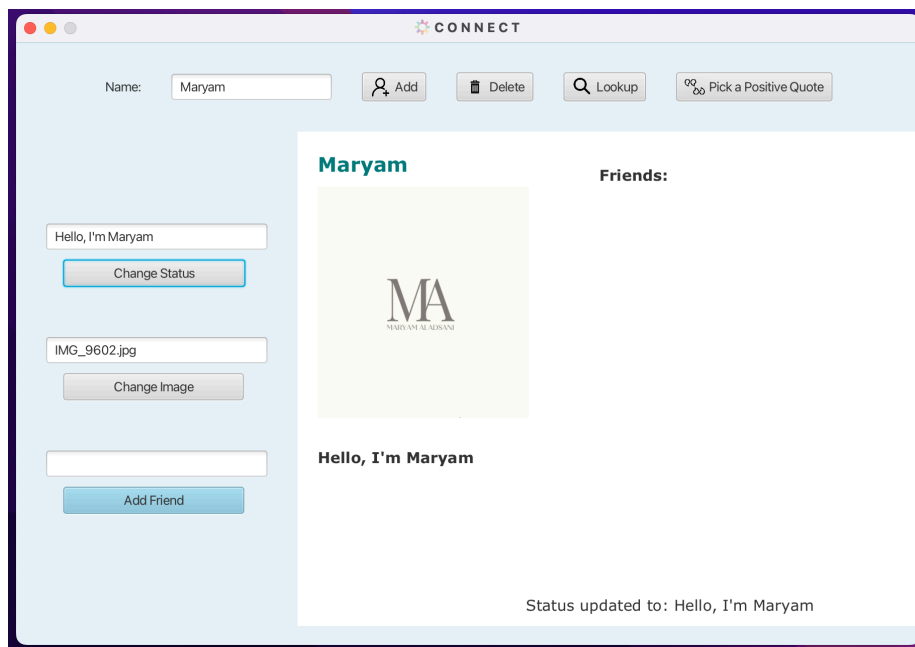 CONNECT
Name: Maryam Add Delete Lookup Pick a Positive Quote
Maryam
Friends:
Hello, I'm Maryam
Change Status
MA
MARYAM ALADSANI
IMG_9602.jpg
Change Image
Hello, I'm Maryam
Add Friend
Status updated to: Hello, I'm Maryam